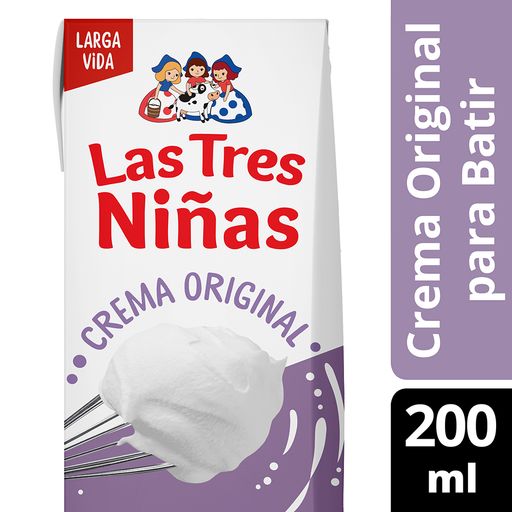 LARGA
ViDA
Las Tres
Niñas
CREMA ORIGINAL
Crema Original
para Batir
200
ml